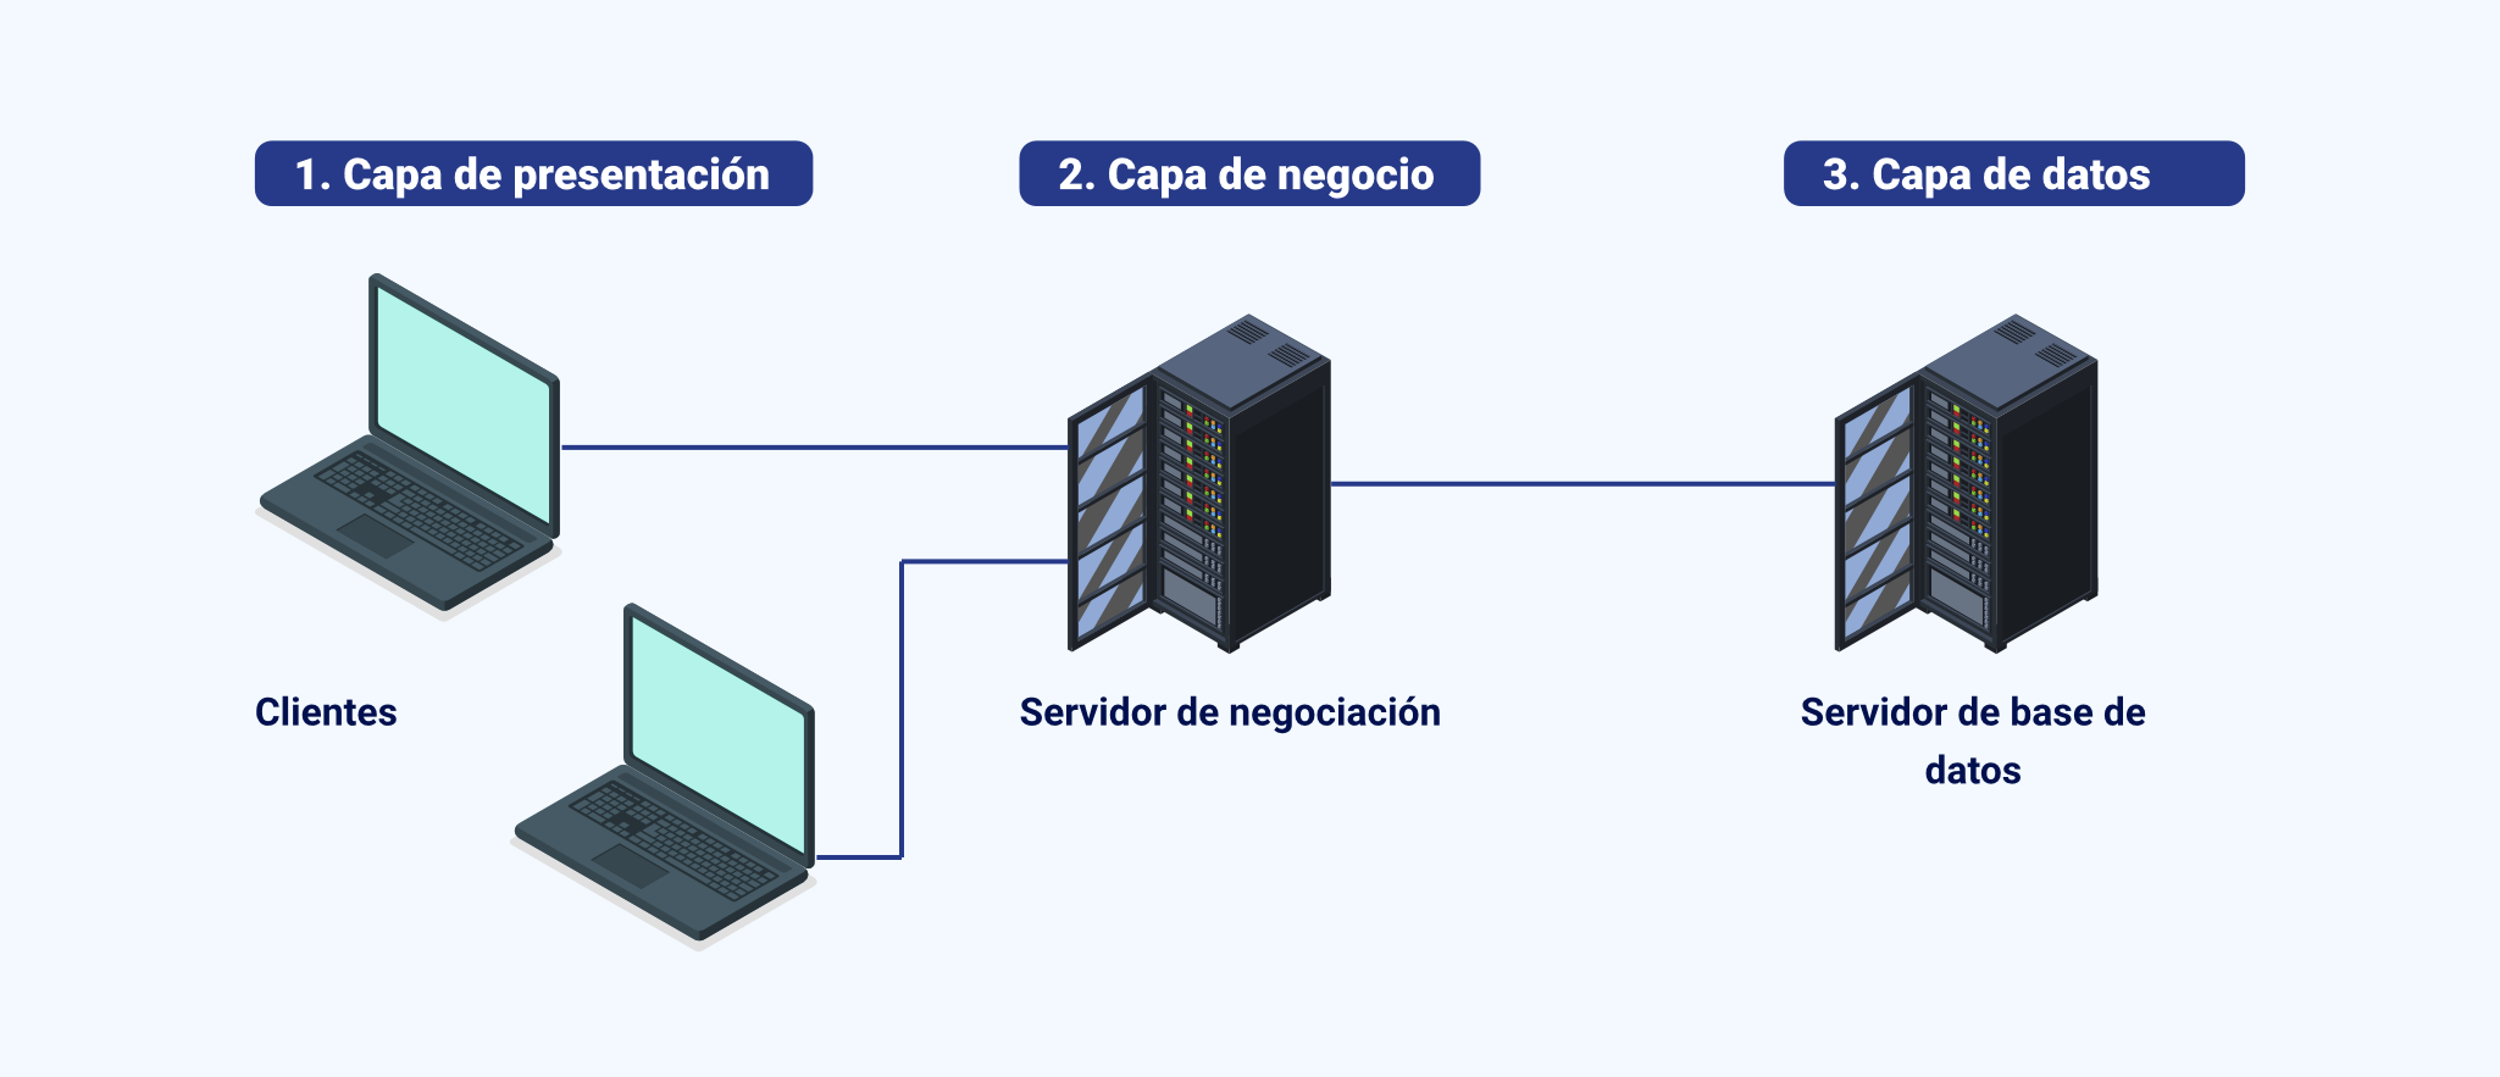 1. Capa de presentación
2. Capa de negocio
3. Capa de datos
Clientes
Servidor de negociación
Servidor de base de
datos